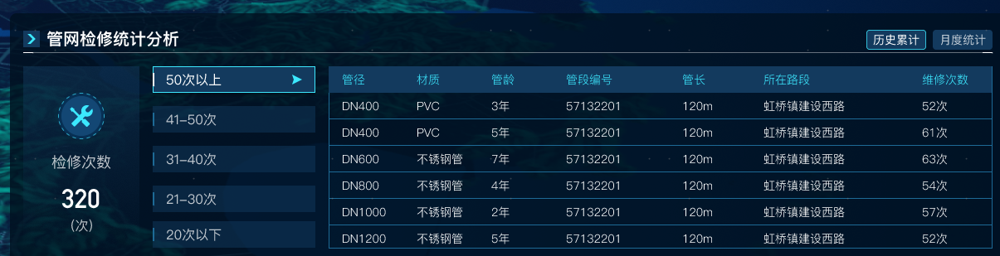 管网检修统计分析
历史累计 月度统计
检修次数
320
(次)
50次以上
41-50次
31-40次
21-30次
20次以下
管径 材质 管龄 管段编号 管长 所在路段 维修次数
DN400 PVC 3年 57132201 120m 虹桥镇建设西路 52次
DN400 PVC 5年 57132201 120m 虹桥镇建设西路 61次
DN600 不锈钢管 7年 57132201 120m 虹桥镇建设西路 63次
DN800 不锈钢管 4年 57132201 120m 虹桥镇建设西路 54次
DN1000 不锈钢管 2年 57132201 120m 虹桥镇建设西路 57次
DN1200 不锈钢管 5年 57132201 120m 虹桥镇建设西路 52次